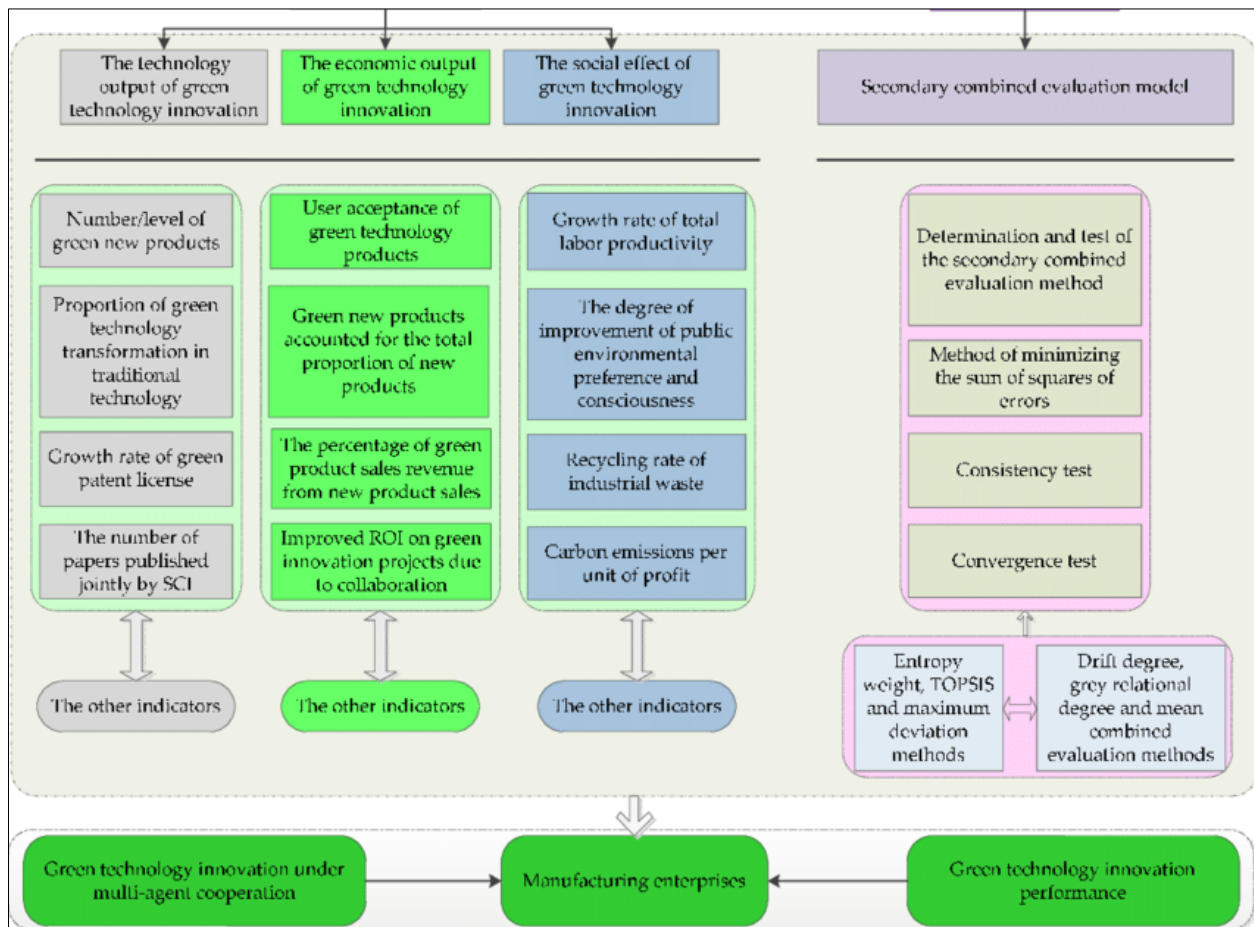 The technology
output of green
technology innovation
The economic output
of green technology
innovation
The social effect of
green technology
innovation
Secondary combined evaluation model
Number/level of
green new products
Proportion of green
technology
transformation in
traditional
technology
Growth rate of green
patent license
The number of
papers published
jointly by SCI
The other indicators
User acceptance of
green technology
products
Green new products
accounted for the total
proportion of new
products
The percentage of green
product sales revenue
from new product sales
Improved ROI on green
innovation projects due
to collaboration
The other indicators
Growth rate of total
labor productivity
The degree of
improvement of public
environmental
preference and
consciousness
Recycling rate of
industrial waste
Carbon emissions per
unit of profit
The other indicators
Determination and test of
the secondary combined
evaluation method
Method of minimizing
the sum of squares of
errors
Consistency test
Convergence test
Entropy
weight, TOPSIS
and maximum
deviation
methods
Drift degree,
grey relational
degree and mean
combined
evaluation methods
Green technology innovation under
multi-agent cooperation
Manufacturing enterprises
Green technology innovation
performance